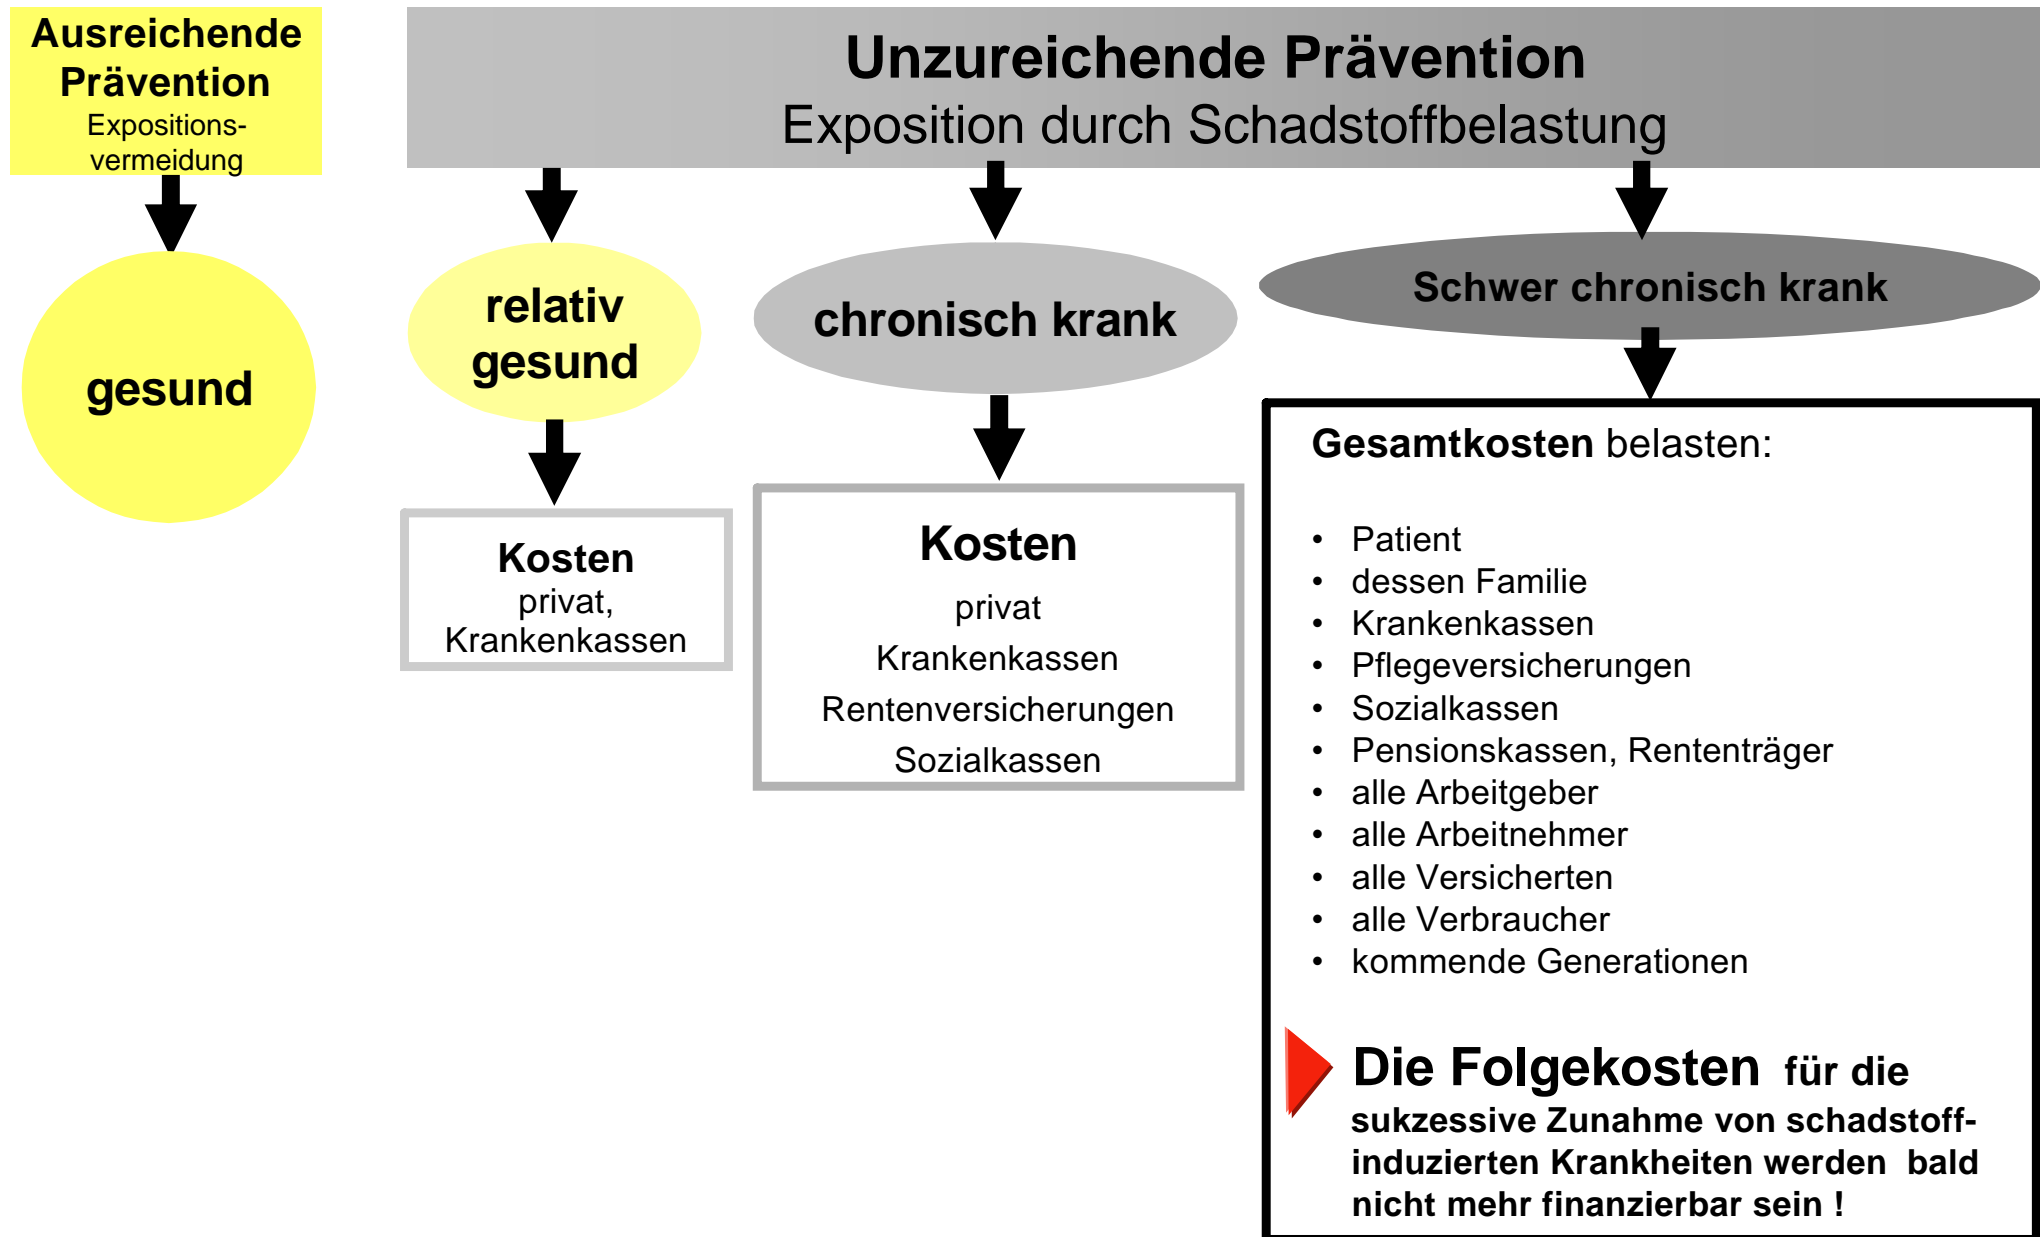 Ausreichende
Prävention
Expositions-
vermeidung
gesund
Unzureichende Prävention
Exposition durch Schadstoffbelastung
relativ
gesund
Kosten
privat,
Krankenkassen
chronisch krank
Kosten
privat
Krankenkassen
Rentenversicherungen
Sozialkassen
Schwer chronisch krank
Gesamtkosten belasten:
• Patient
• dessen Familie
• Krankenkassen
• Pflegeversicherungen
• Sozialkassen
• Pensionskassen, Rententräger
• alle Arbeitgeber
• alle Arbeitnehmer
• alle Versicherten
• alle Verbraucher
• kommende Generationen
Die Folgekosten für die
sukzessive Zunahme von schadstoff-
induzierten Krankheiten werden bald
nicht mehr finanzierbar sein !